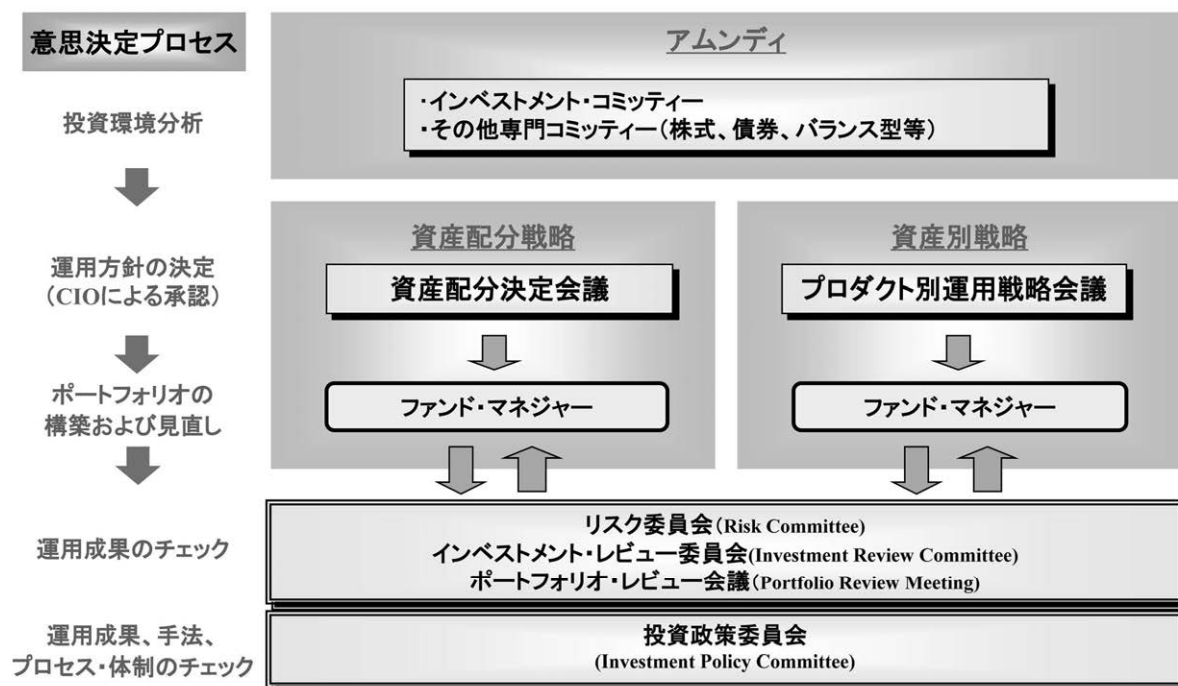 意思決定プロセス
アムンディ
投資環境分析
・インベストメント・コミッティー
・その他専門コミッティー（株式、債券、バランス型等）
資産配分戦略
資産別戦略
運用方針の決定
（CIOによる承認）
資産配分決定会議
プロダクト別運用戦略会議
ポートフォリオの
構築および見直し
ファンド・マネジャー
ファンド・マネジャー
運用成果のチェック
リスク委員会(Risk Committee)
インベストメント・レビュー委員会(Investment Review Committee)
ポートフォリオ・レビュー会議(Portfolio Review Meeting)
運用成果、手法、
プロセス・体制のチェック
投資政策委員会
(Investment Policy Committee)